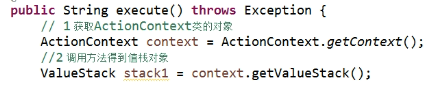 public String execute() throws Exception {
// 1 获取ActionContext类的对象
ActionContext context = ActionContext.getContext();
//2 调用方法得到值栈对象
ValueStack stack1 = context.getValueStack();